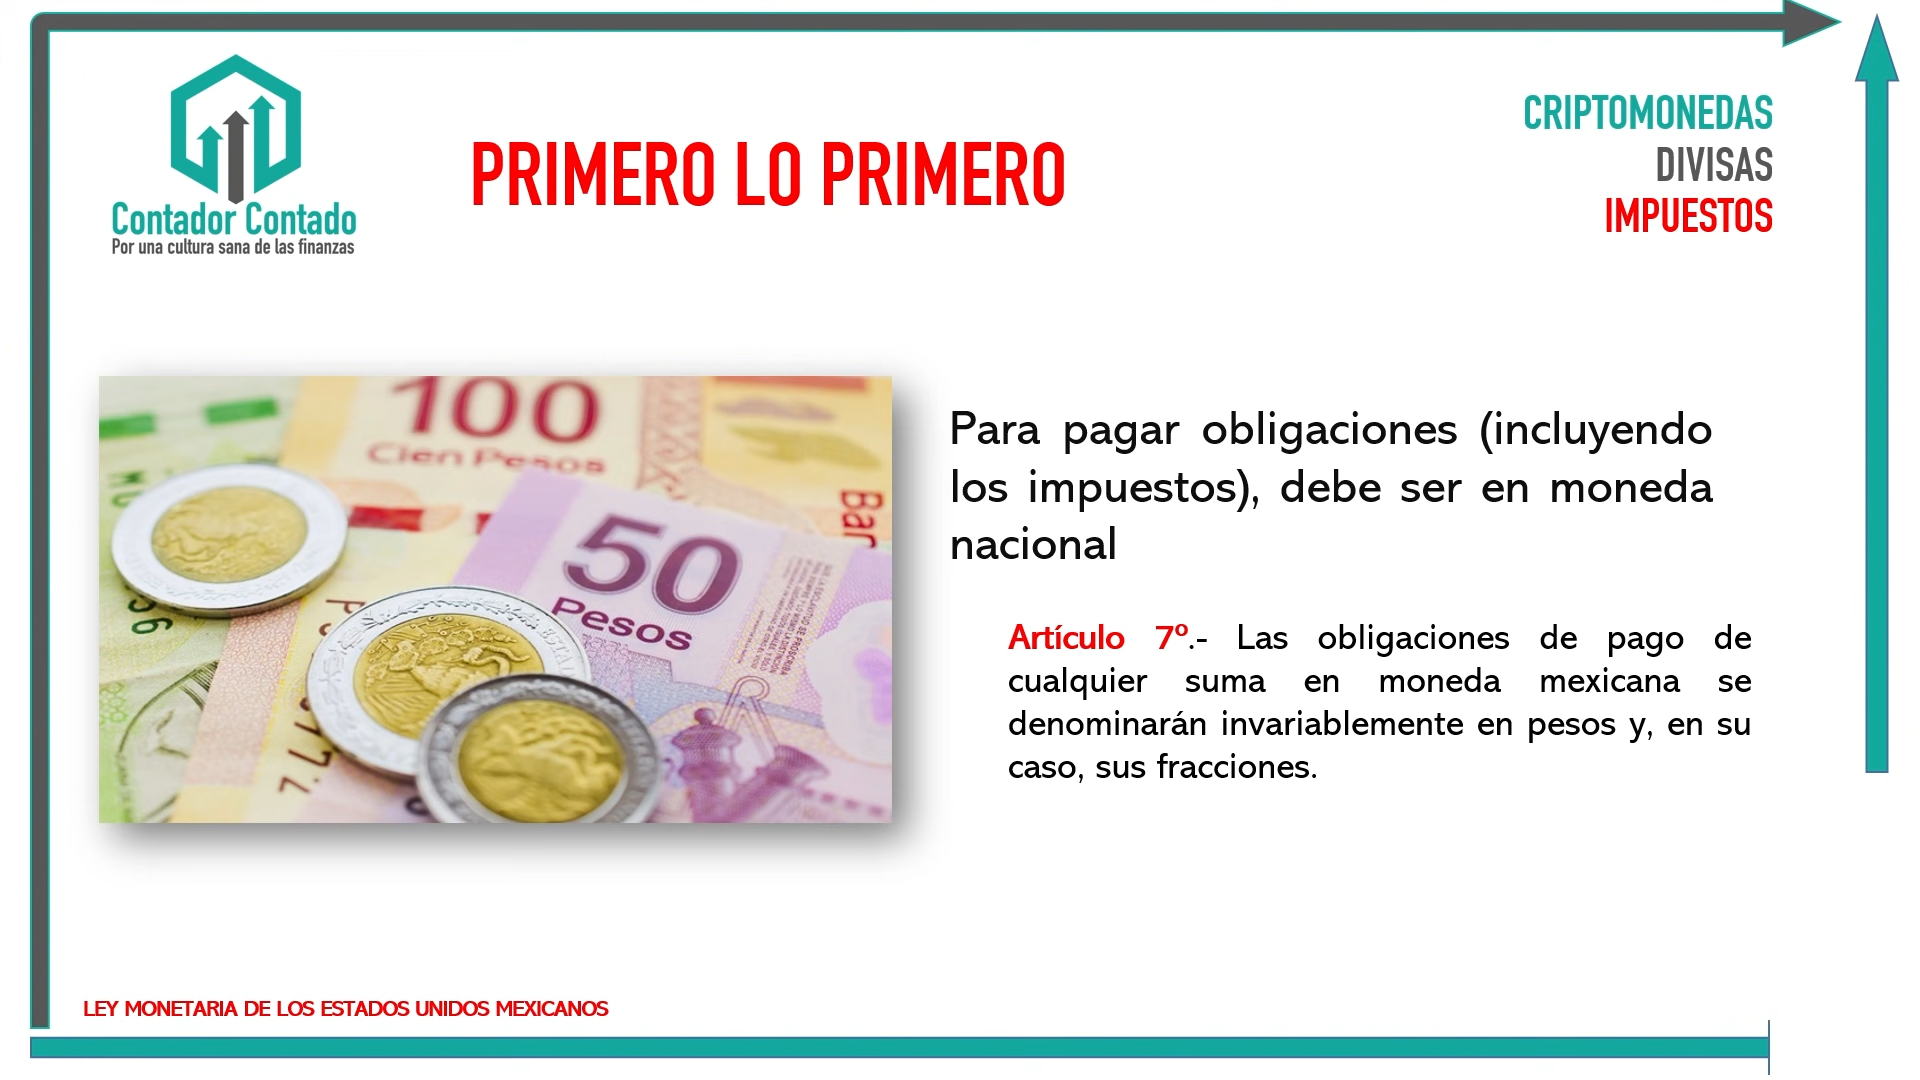 Contador Contado
Por una cultura sana de las finanzas
PRIMERO LO PRIMERO
CRIPTOMONEDAS
DIVISAS
IMPUESTOS
100
Cien Pesos
Ban
50
Pesos
Para pagar obligaciones (incluyendo
los impuestos), debe ser en moneda
nacional
Artículo 7º.- Las obligaciones de pago de
cualquier suma en moneda mexicana se
denominarán invariablemente en pesos y, en su
caso, sus fracciones.
LEY MONETARIA DE LOS ESTADOS UNIDOS MEXICANOS